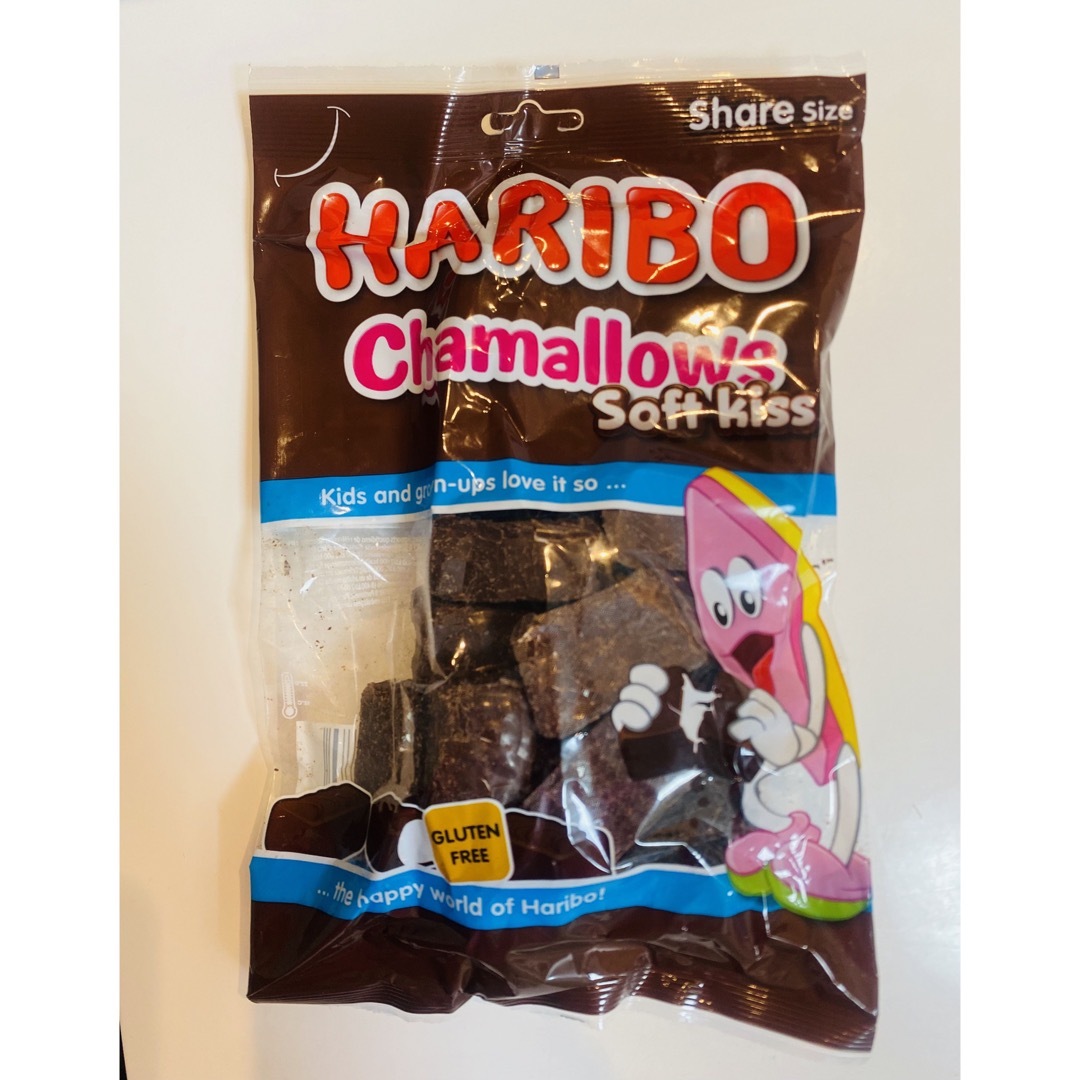 Share Size
HARIBO
Chamallows
Soft kiss
Kids and grown-ups love it so ...
GLUTEN
FREE
... the happy world of Haribo!